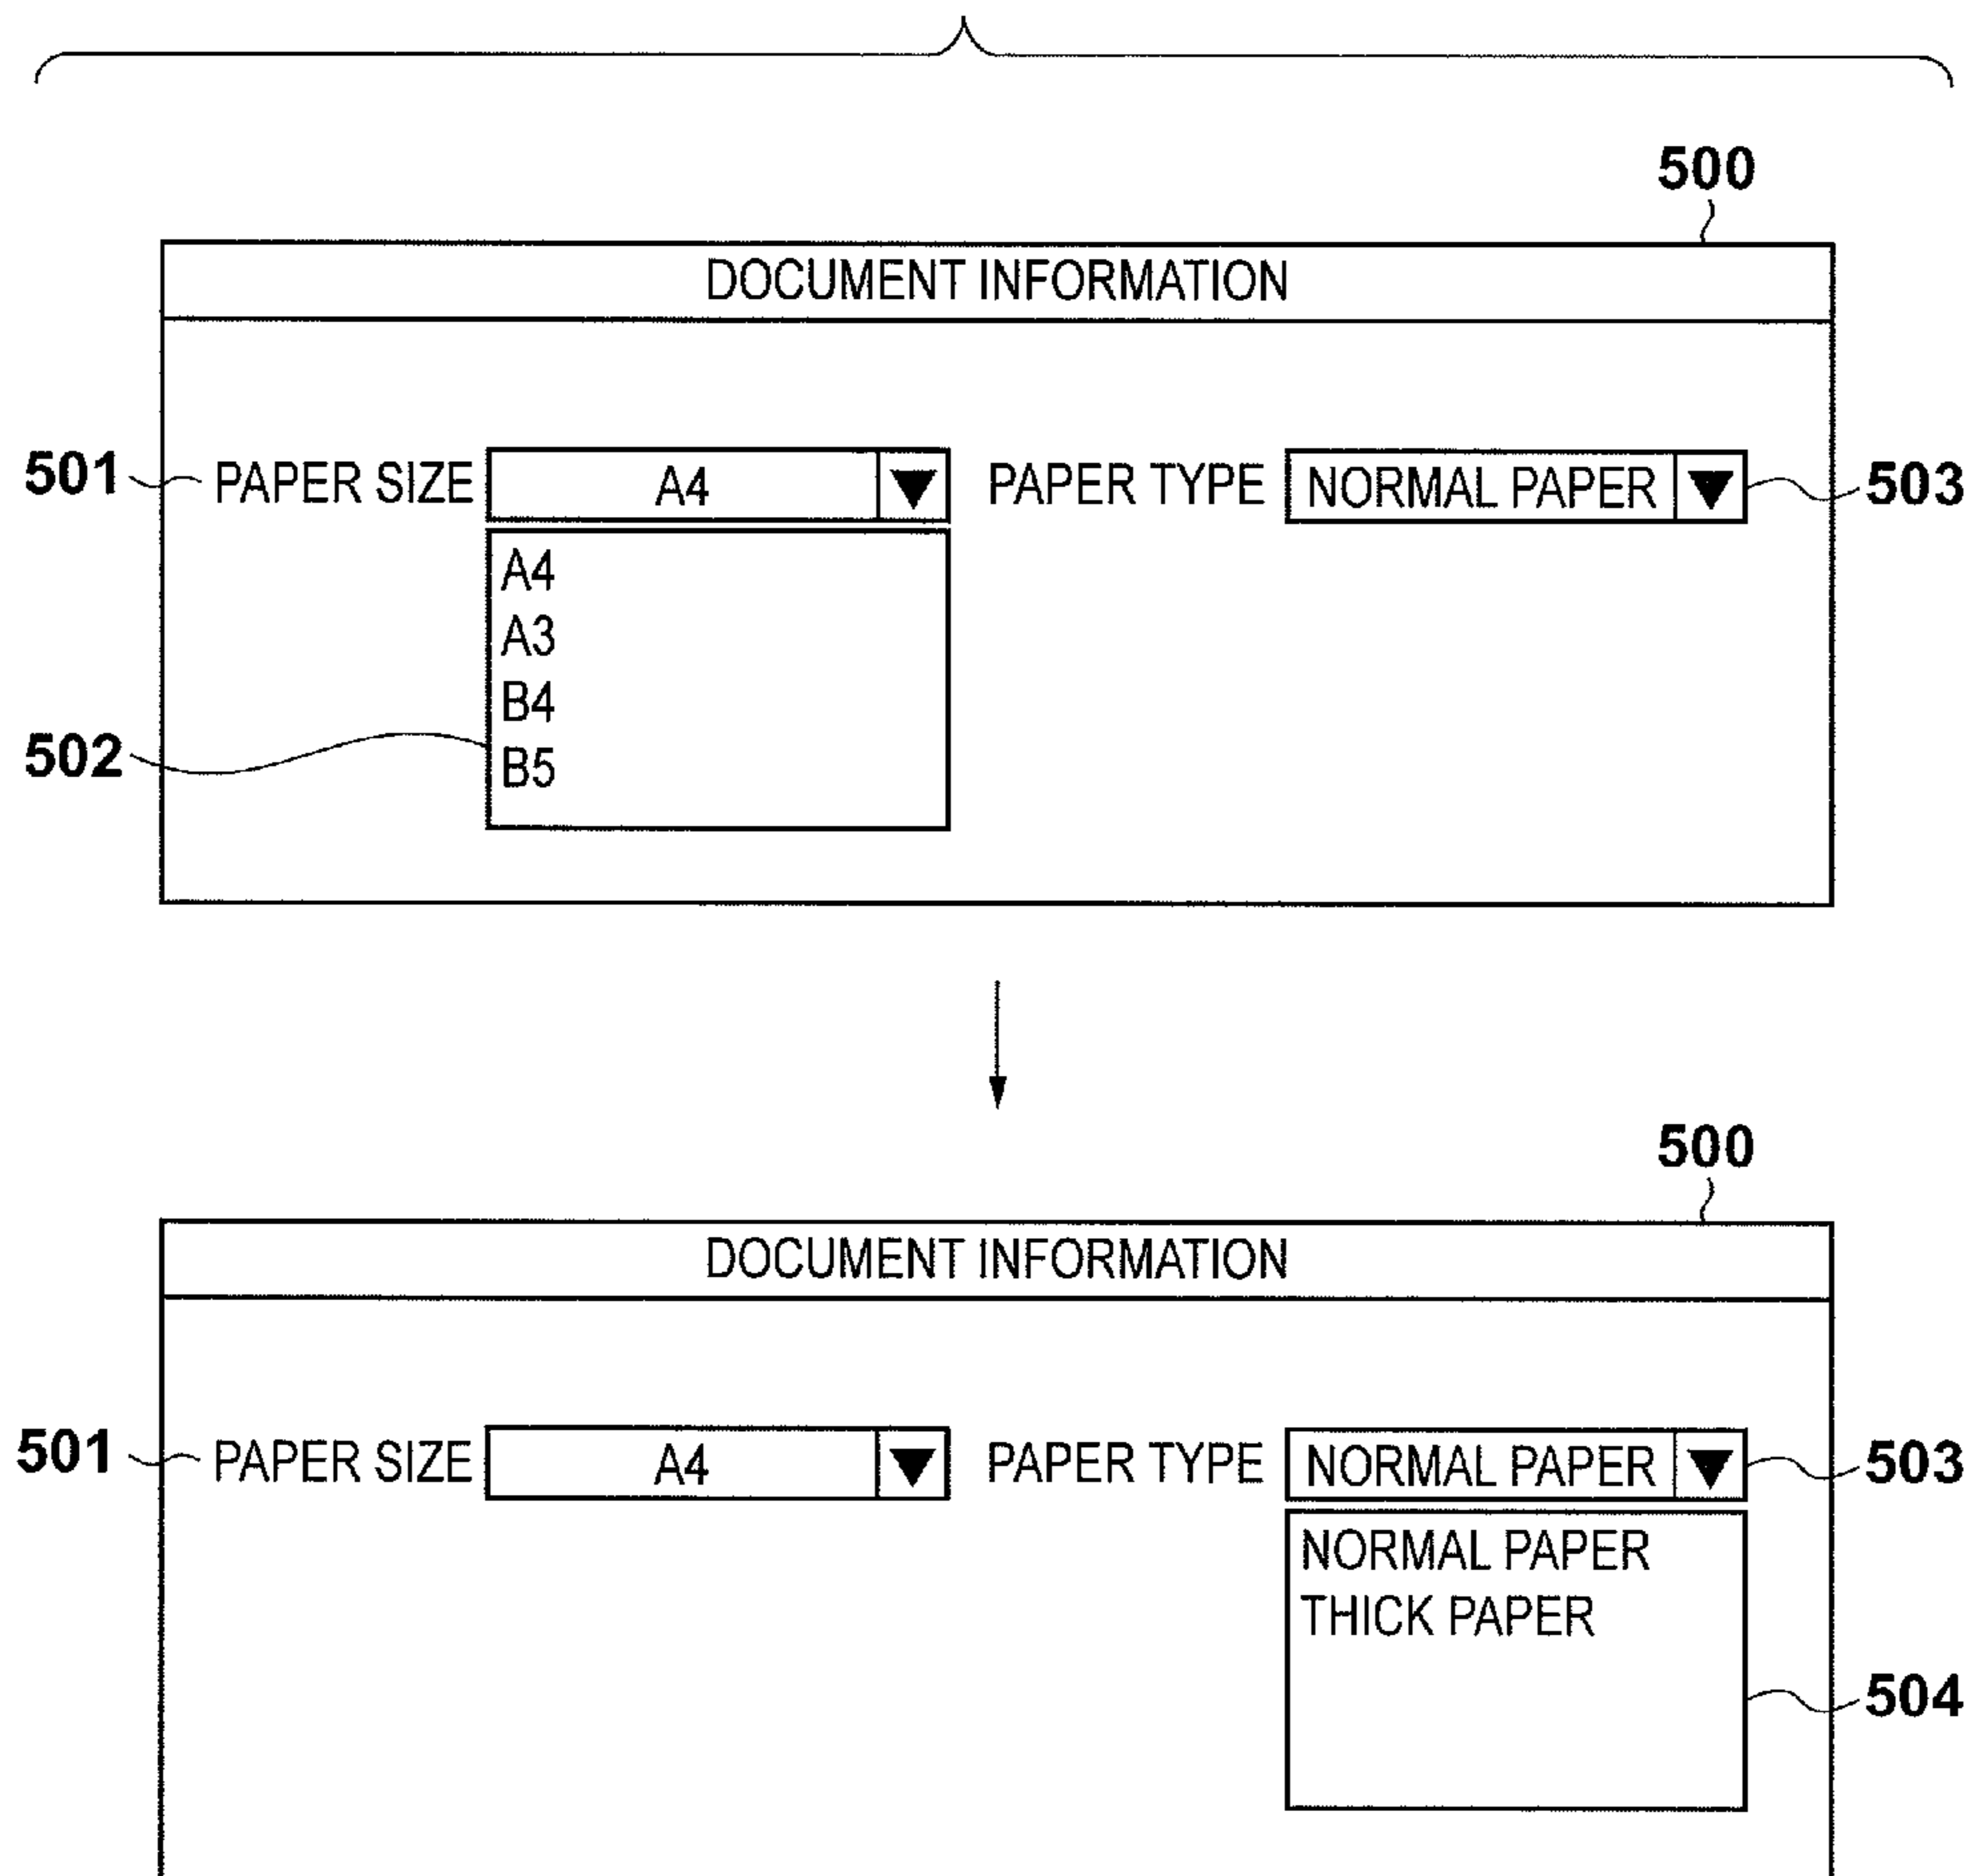 500
DOCUMENT INFORMATION
501 PAPER SIZE A4 PAPER TYPE NORMAL PAPER 503
A4
A3
B4
502
B5
500
DOCUMENT INFORMATION
501 PAPER SIZE A4 PAPER TYPE NORMAL PAPER 503
NORMAL PAPER
THICK PAPER
504